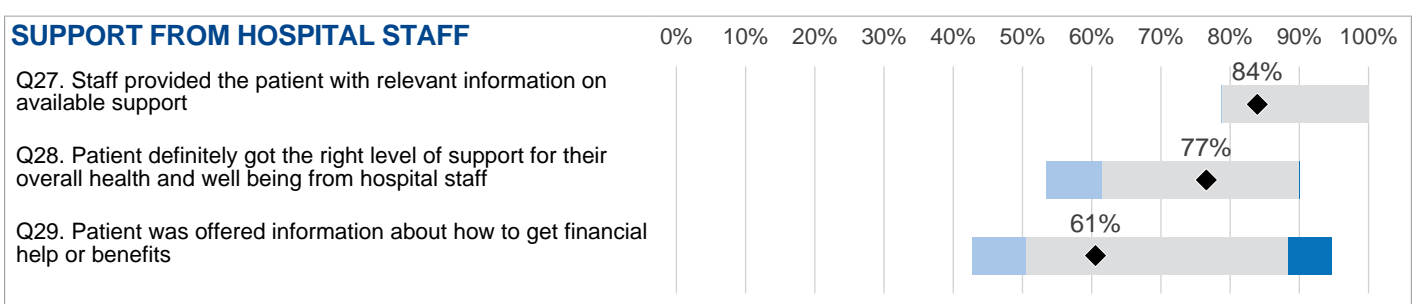 SUPPORT FROM HOSPITAL STAFF 0% 10% 20% 30% 40% 50% 60% 70% 80% 90% 100%
Q27. Staff provided the patient with relevant information on
available support
84%
Q28. Patient definitely got the right level of support for their
overall health and well being from hospital staff
77%
Q29. Patient was offered information about how to get financial
help or benefits
61%